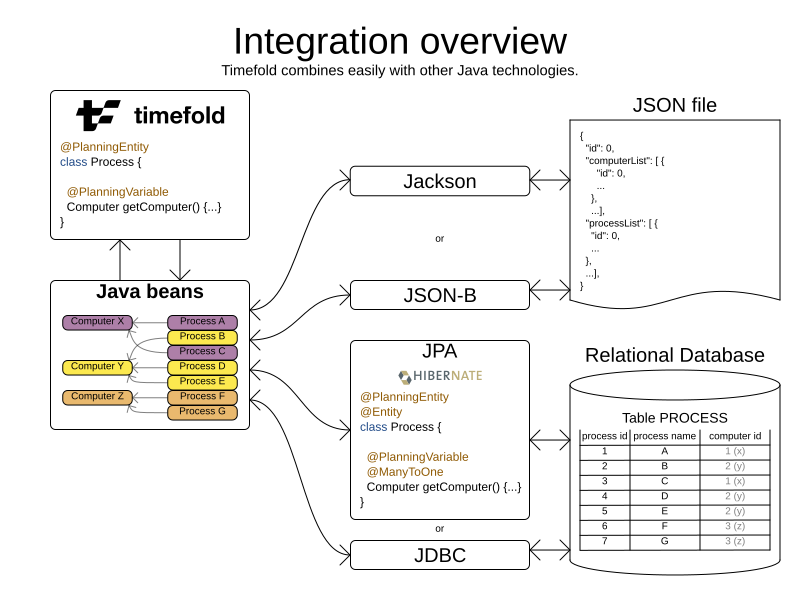 Integration overview
Timefold combines easily with other Java technologies.
timefold
@PlanningEntity
class Process {
@PlanningVariable
Computer getComputer() {...}
}
Java beans
Computer X
Computer Y
Computer Z
Process A
Process B
Process C
Process D
Process E
Process F
Process G
Jackson
or
JSON-B
JPA
HIBERNATE
@PlanningEntity
@Entity
class Process {
@PlanningVariable
@ManyToOne
Computer getComputer() {...}
}
or
JDBC
JSON file
{
"id": 0,
"computerList": [ {
"id": 0,
...
},
...],
"processList": [ {
"id": 0,
...
},
...],
}
Relational Database
Table PROCESS
process id process name computer id
1 A 1 (x)
2 B 2 (y)
3 C 1 (x)
4 D 2 (y)
5 E 2 (y)
6 F 3 (z)
7 G 3 (z)